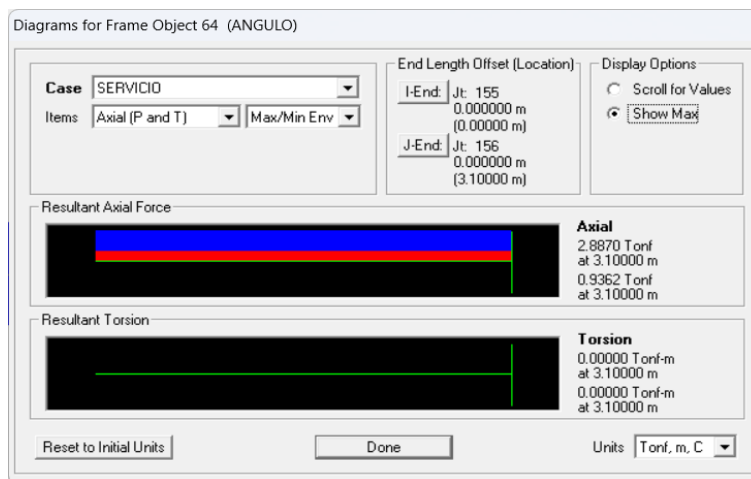 Diagrams for Frame Object 64 (ANGULO)
Case SERVICIO
Items Axial (P and T) Max/Min Env
End Length Offset (Location)
I-End: Jt: 155
0.000000 m
(0.00000 m)
J-End: Jt: 156
0.000000 m
(3.10000 m)
Display Options
Scroll for Values
Show Max
Resultant Axial Force
Axial
2.8870 Tonf
at 3.10000 m
0.9362 Tonf
at 3.10000 m
Resultant Torsion
Torsion
0.00000 Tonf-m
at 3.10000 m
0.00000 Tonf-m
at 3.10000 m
Reset to Initial Units
Done
Units Tonf, m, C